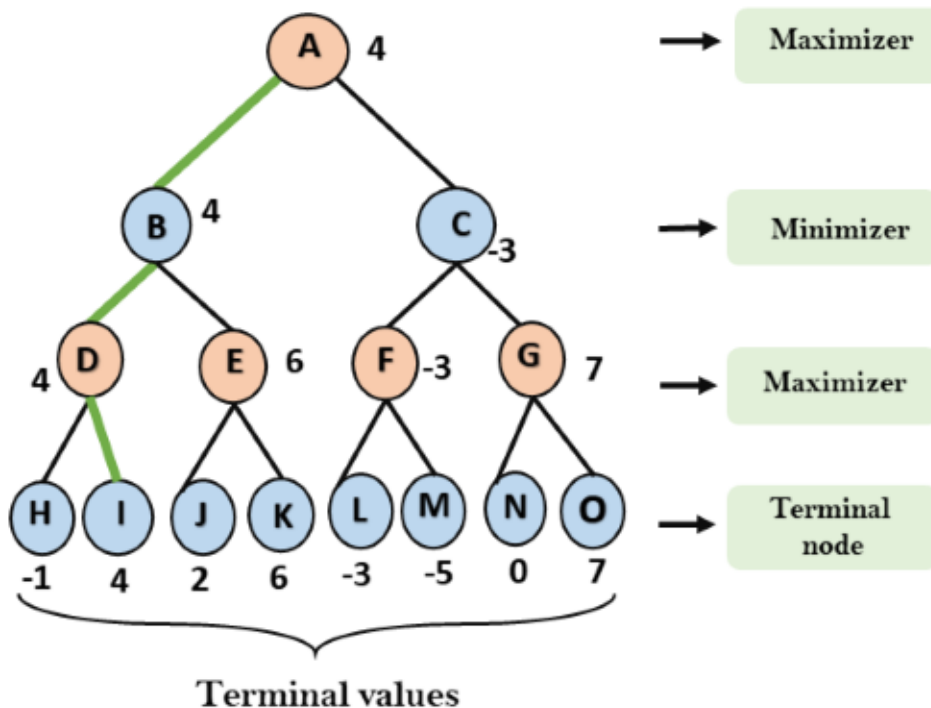 A 4 Maximizer
B 4 C -3 Minimizer
D 4 E 6 F -3 G 7 Maximizer
H I J K L M N O Terminal
node
-1 4 2 6 -3 -5 0 7
Terminal values